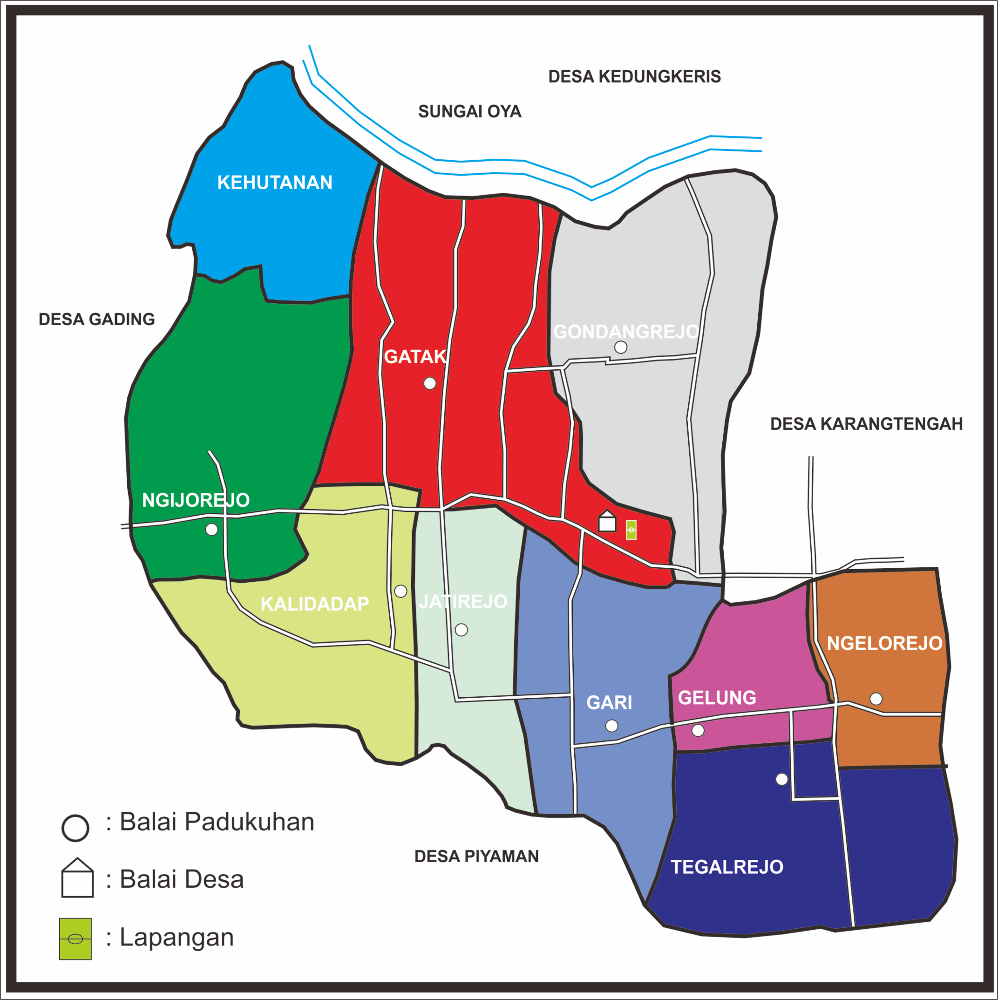 DESA KEDUNGKERIS
SUNGAI OYA
KEHUTANAN
DESA GADING
GONDANGREJO
GATAK
DESA KARANGTENGAH
NGIJOREJO
KALIDADAP
JATIREJO
NGELOREJO
GARI
GELUNG
: Balai Padukuhan
DESA PIYAMAN
TEGALREJO
: Balai Desa
: Lapangan